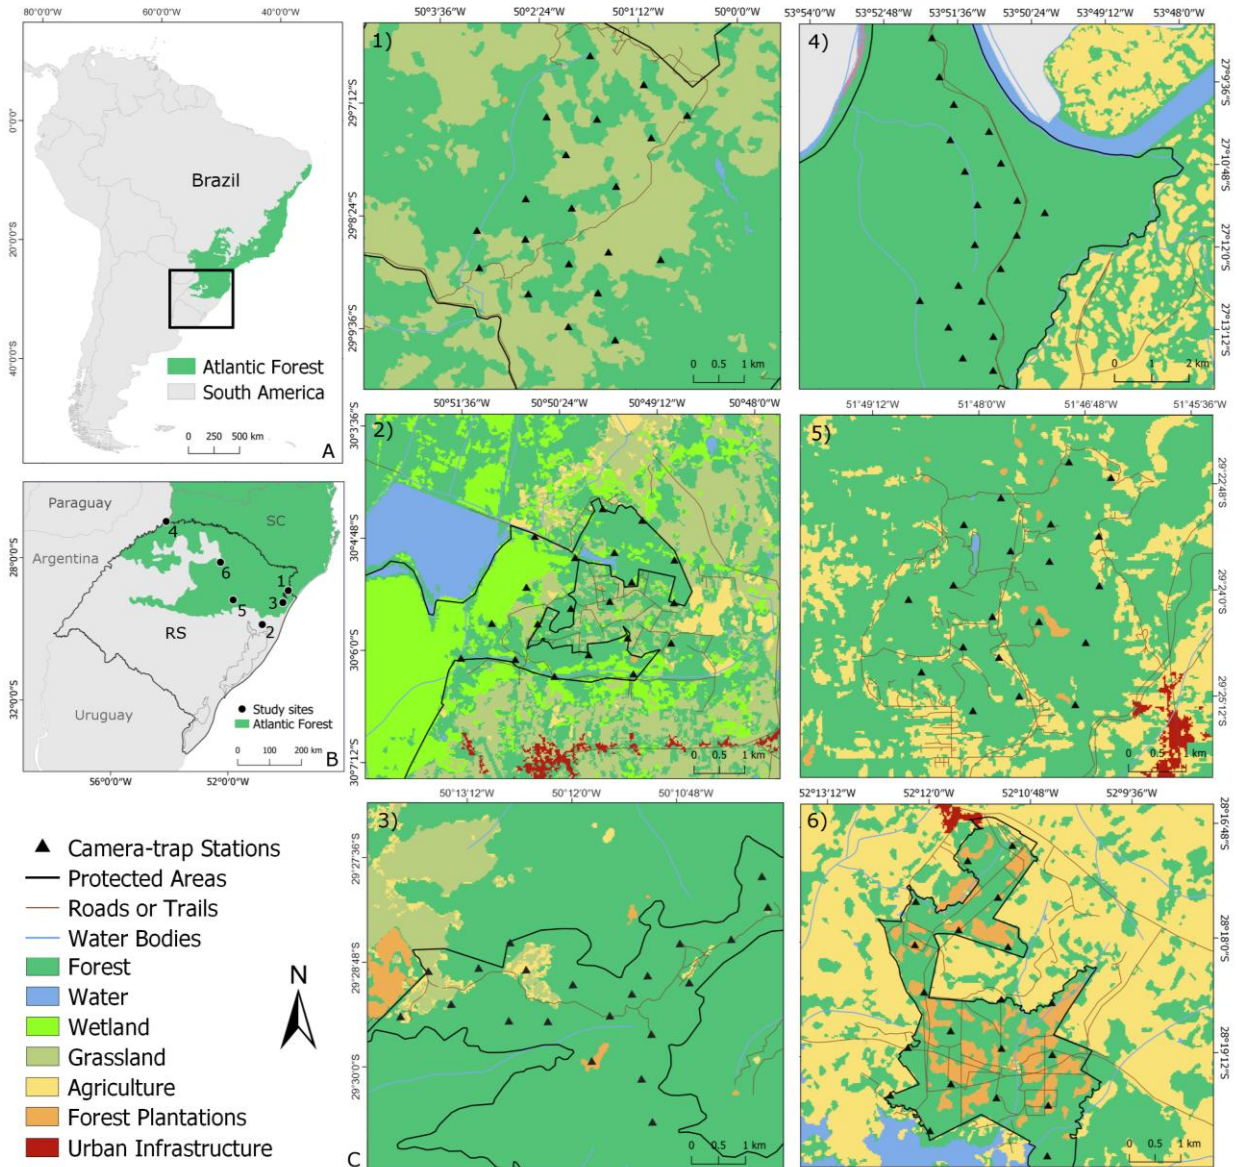 80°00'W 60°00'W 40°00'W
0°00'
20°00'S
40°00'S
Brazil
Atlantic Forest
South America
0 250 500 km
A
Paraguay
Argentina
Uruguay
SC
RS
4
6
1
3
5
2
28°0'0"S
32°0'0"S
Study sites
Atlantic Forest
0 100 200 km
B
56°0'0"W 52°0'0"W
Camera-trap Stations
Protected Areas
Roads or Trails
Water Bodies
Forest
Water
Wetland
Grassland
Agriculture
Forest Plantations
Urban Infrastructure
N
C
50°3'36"W 50°2'24"W 50°1'12"W 50°0'0"W
1)
29°7'12"S
29°8'24"S
29°9'36"S
0 0.5 1 km
50°51'36"W 50°50'24"W 50°49'12"W 50°48'0"W
2)
30°3'36"S
30°4'48"S
30°6'0"S
30°7'12"S
0 0.5 1 km
50°13'12"W 50°12'0"W 50°10'48"W
3)
29°27'36"S
29°28'48"S
29°30'0"S
0 0.5 1 km
53°54'0"W 53°52'48"W 53°51'36"W 53°50'24"W 53°49'12"W 53°48'0"W
4)
27°9'36"S
27°10'48"S
27°12'0"S
27°13'12"S
0 1 2 km
51°49'12"W 51°48'0"W 51°46'48"W 51°45'36"W
5)
29°22'48"S
29°24'0"S
29°25'12"S
0 0.5 1 km
52°13'12"W 52°12'0"W 52°10'48"W 52°9'36"W
6)
28°16'48"S
28°18'0"S
28°19'12"S
0 0.5 1 km